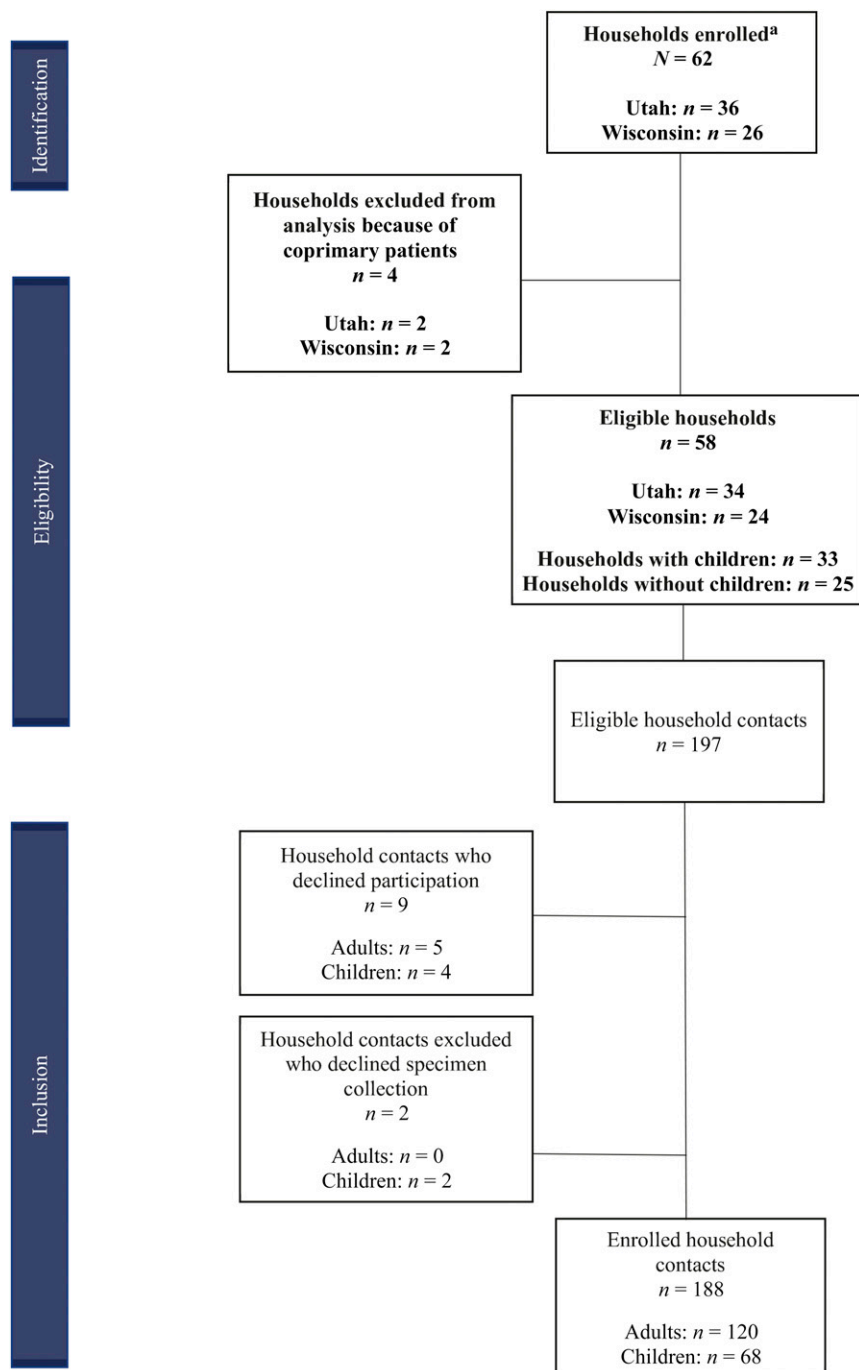 Identification
Households enrolledᵃ
N = 62
Utah: n = 36
Wisconsin: n = 26
Households excluded from
analysis because of
coprimary patients
n = 4
Utah: n = 2
Wisconsin: n = 2
Eligibility
Eligible households
n = 58
Utah: n = 34
Wisconsin: n = 24
Households with children: n = 33
Households without children: n = 25
Eligible household contacts
n = 197
Inclusion
Household contacts who
declined participation
n = 9
Adults: n = 5
Children: n = 4
Household contacts excluded
who declined specimen
collection
n = 2
Adults: n = 0
Children: n = 2
Enrolled household
contacts
n = 188
Adults: n = 120
Children: n = 68